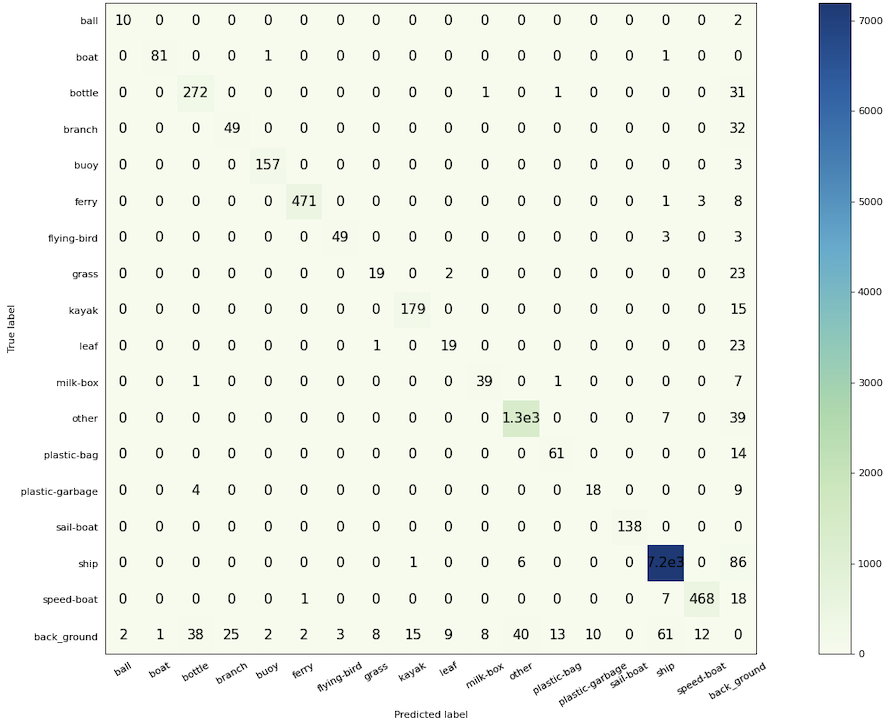 ball 10 0 0 0 0 0 0 0 0 0 0 0 0 0 0 0 0 2
boat 0 81 0 0 1 0 0 0 0 0 0 0 0 0 0 1 0 0
bottle 0 0 272 0 0 0 0 0 0 0 1 0 1 0 0 0 0 31
branch 0 0 0 49 0 0 0 0 0 0 0 0 0 0 0 0 0 32
buoy 0 0 0 0 157 0 0 0 0 0 0 0 0 0 0 0 0 3
ferry 0 0 0 0 0 471 0 0 0 0 0 0 0 0 0 1 3 8
flying-bird 0 0 0 0 0 0 49 0 0 0 0 0 0 0 0 3 0 3
grass 0 0 0 0 0 0 0 19 0 2 0 0 0 0 0 0 0 23
kayak 0 0 0 0 0 0 0 0 179 0 0 0 0 0 0 0 0 15
leaf 0 0 0 0 0 0 0 1 0 19 0 0 0 0 0 0 0 23
milk-box 0 0 1 0 0 0 0 0 0 0 39 0 1 0 0 0 0 7
other 0 0 0 0 0 0 0 0 0 0 0 1.3e3 0 0 0 7 0 39
plastic-bag 0 0 0 0 0 0 0 0 0 0 0 0 61 0 0 0 0 14
plastic-garbage 0 0 4 0 0 0 0 0 0 0 0 0 0 18 0 0 0 9
sail-boat 0 0 0 0 0 0 0 0 0 0 0 0 0 0 138 0 0 0
ship 0 0 0 0 0 0 0 0 1 0 0 6 0 0 0 7.2e3 0 86
speed-boat 0 0 0 0 0 1 0 0 0 0 0 0 0 0 0 7 468 18
back_ground 2 1 38 25 2 2 3 8 15 9 8 40 13 10 0 61 12 0
ball boat bottle branch buoy ferry flying-bird grass kayak leaf milk-box other plastic-bag plastic-garbage sail-boat ship speed-boat back_ground
Predicted label
True label
7000
6000
5000
4000
3000
2000
1000
0